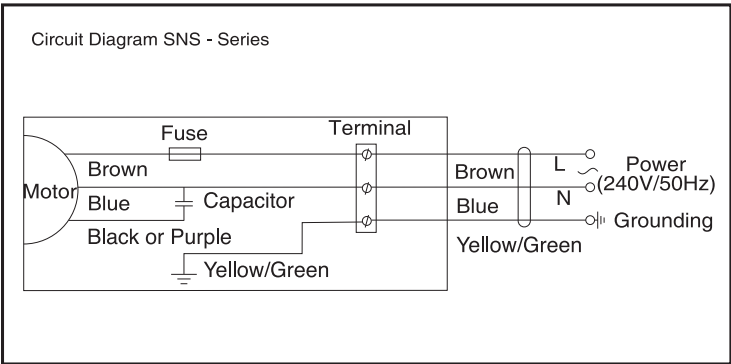 Circuit Diagram SNS - Series
Fuse
Terminal
Brown
Brown
L
Power
Motor
(240V/50Hz)
Blue
Capacitor
N
Blue
Grounding
Black or Purple
Yellow/Green
Yellow/Green